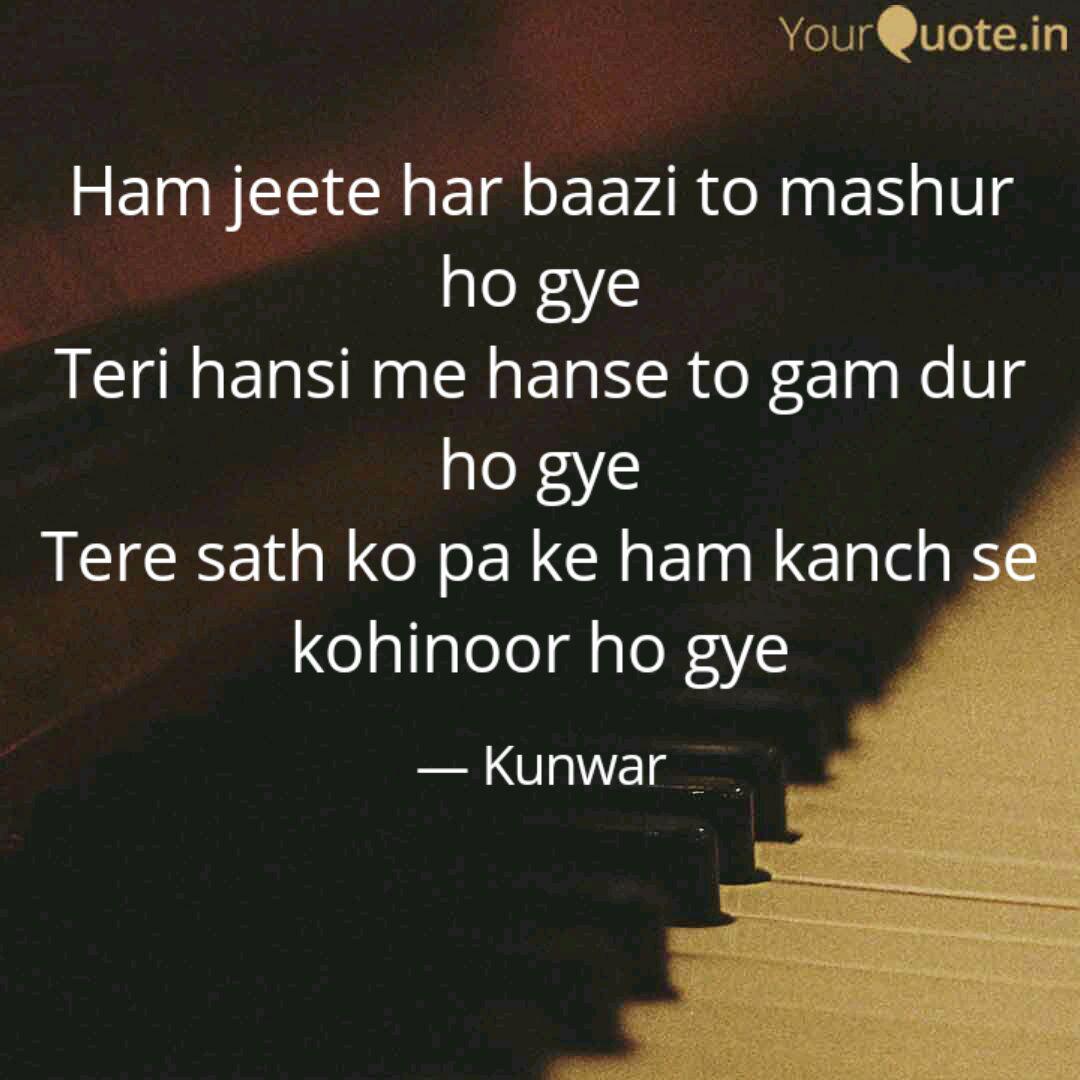 YourQuote.in
Ham jeete har baazi to mashur
ho gye
Teri hansi me hanse to gam dur
ho gye
Tere sath ko pa ke ham kanch se
kohinoor ho gye
— Kunwar